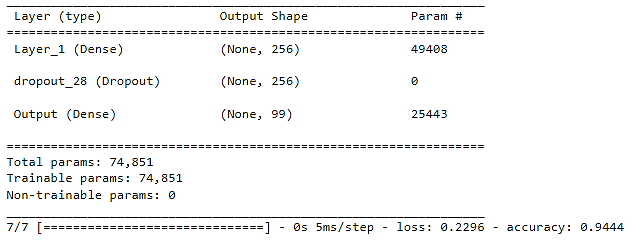 _________________________________________________________________
Layer (type) Output Shape Param #
=================================================================
Layer_1 (Dense) (None, 256) 49408
dropout_28 (Dropout) (None, 256) 0
Output (Dense) (None, 99) 25443
=================================================================
Total params: 74,851
Trainable params: 74,851
Non-trainable params: 0
_________________________________________________________________
7/7 [==============================] - 0s 5ms/step - loss: 0.2296 - accuracy: 0.9444